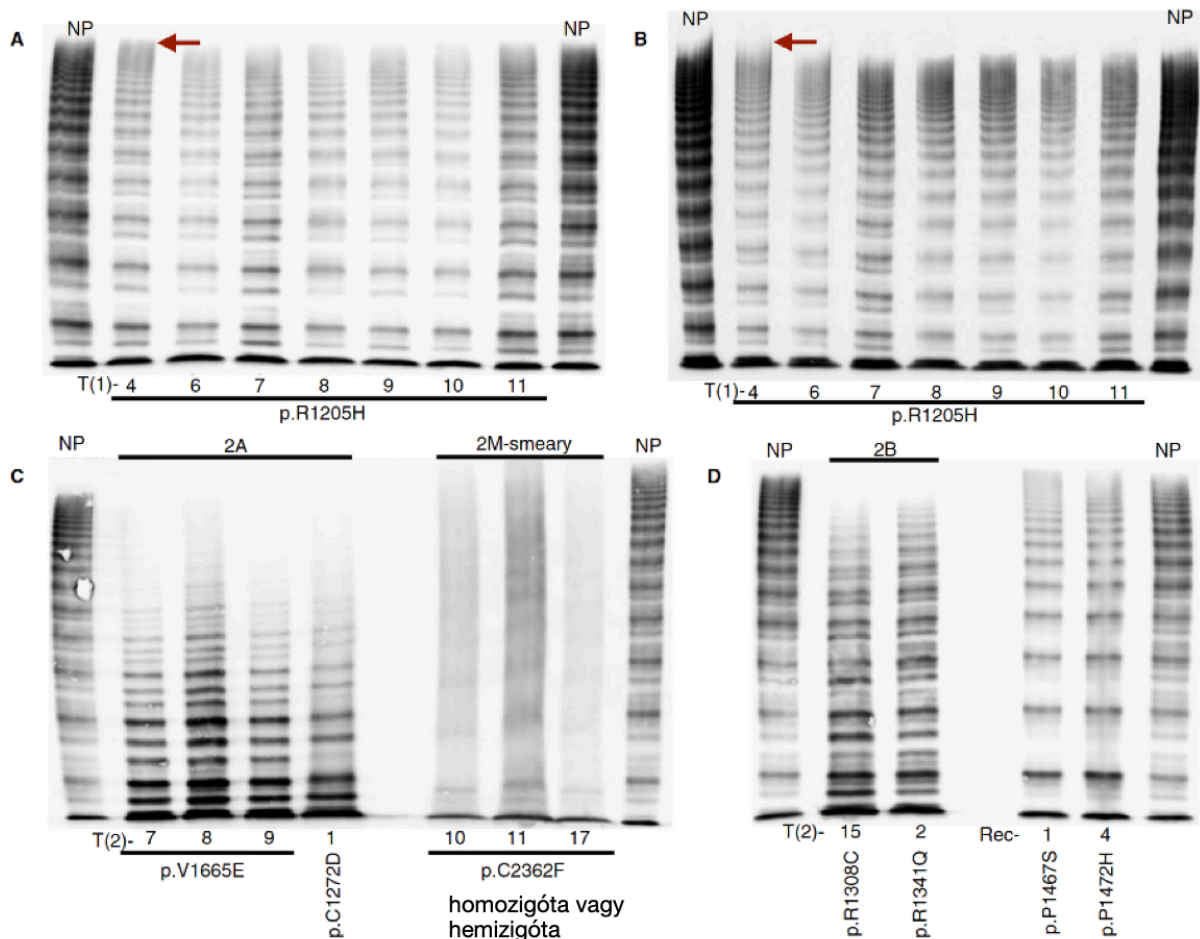 A NP NP
T(1)- 4 6 7 8 9 10 11
p.R1205H
B NP NP
T(1)- 4 6 7 8 9 10 11
p.R1205H
C NP 2A 2M-smeary NP
T(2)- 7 8 9 1 10 11 17
p.V1665E p.C1272D p.C2362F
homozigóta vagy
hemizigóta
D NP 2B NP
T(2)- 15 2 Rec- 1 4
p.R1308C p.R1341Q p.P1467S p.P1472H